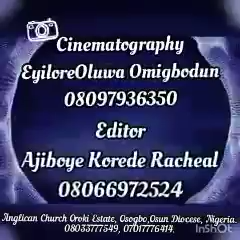 Cinematography
EyiloreOluwa Omigbodun
08097936350
Editor
Ajiboye Korede Racheal
08066972524
Anglican Church Oroki Estate, Osogbo,Osun Diocese, Nigeria.
08033777549, 07017776414.
InShOt